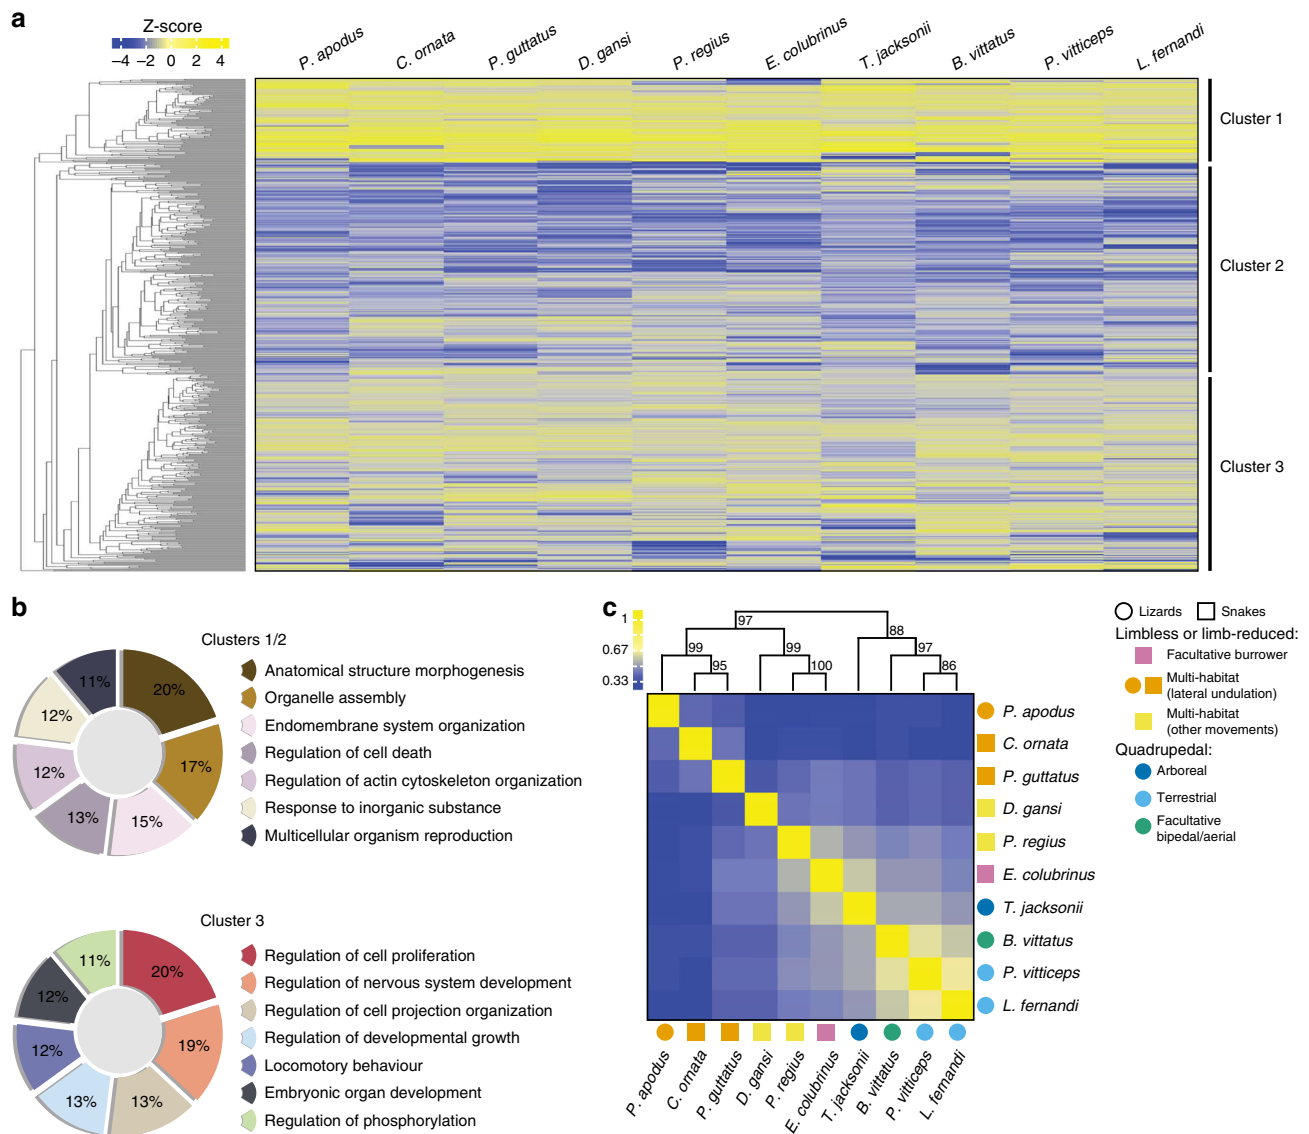 a
Z-score
−4 −2 0 2 4
P. apodus
C. ornata
P. guttatus
D. gansi
P. regius
E. colubrinus
T. jacksonii
B. vittatus
P. vitticeps
L. fernandi
Cluster 1
Cluster 2
Cluster 3
b
Clusters 1/2
20%
17%
15%
13%
12%
12%
11%
Anatomical structure morphogenesis
Organelle assembly
Endomembrane system organization
Regulation of cell death
Regulation of actin cytoskeleton organization
Response to inorganic substance
Multicellular organism reproduction
Cluster 3
20%
19%
13%
13%
12%
12%
11%
Regulation of cell proliferation
Regulation of nervous system development
Regulation of cell projection organization
Regulation of developmental growth
Locomotory behaviour
Embryonic organ development
Regulation of phosphorylation
c
1
0.67
0.33
97
99
95
99
100
88
97
86
P. apodus
C. ornata
P. guttatus
D. gansi
P. regius
E. colubrinus
T. jacksonii
B. vittatus
P. vitticeps
L. fernandi
P. apodus
C. ornata
P. guttatus
D. gansi
P. regius
E. colubrinus
T. jacksonii
B. vittatus
P. vitticeps
L. fernandi
Lizards
Snakes
Limbless or limb-reduced:
Facultative burrower
Multi-habitat
(lateral undulation)
Multi-habitat
(other movements)
Quadrupedal:
Arboreal
Terrestrial
Facultative
bipedal/aerial